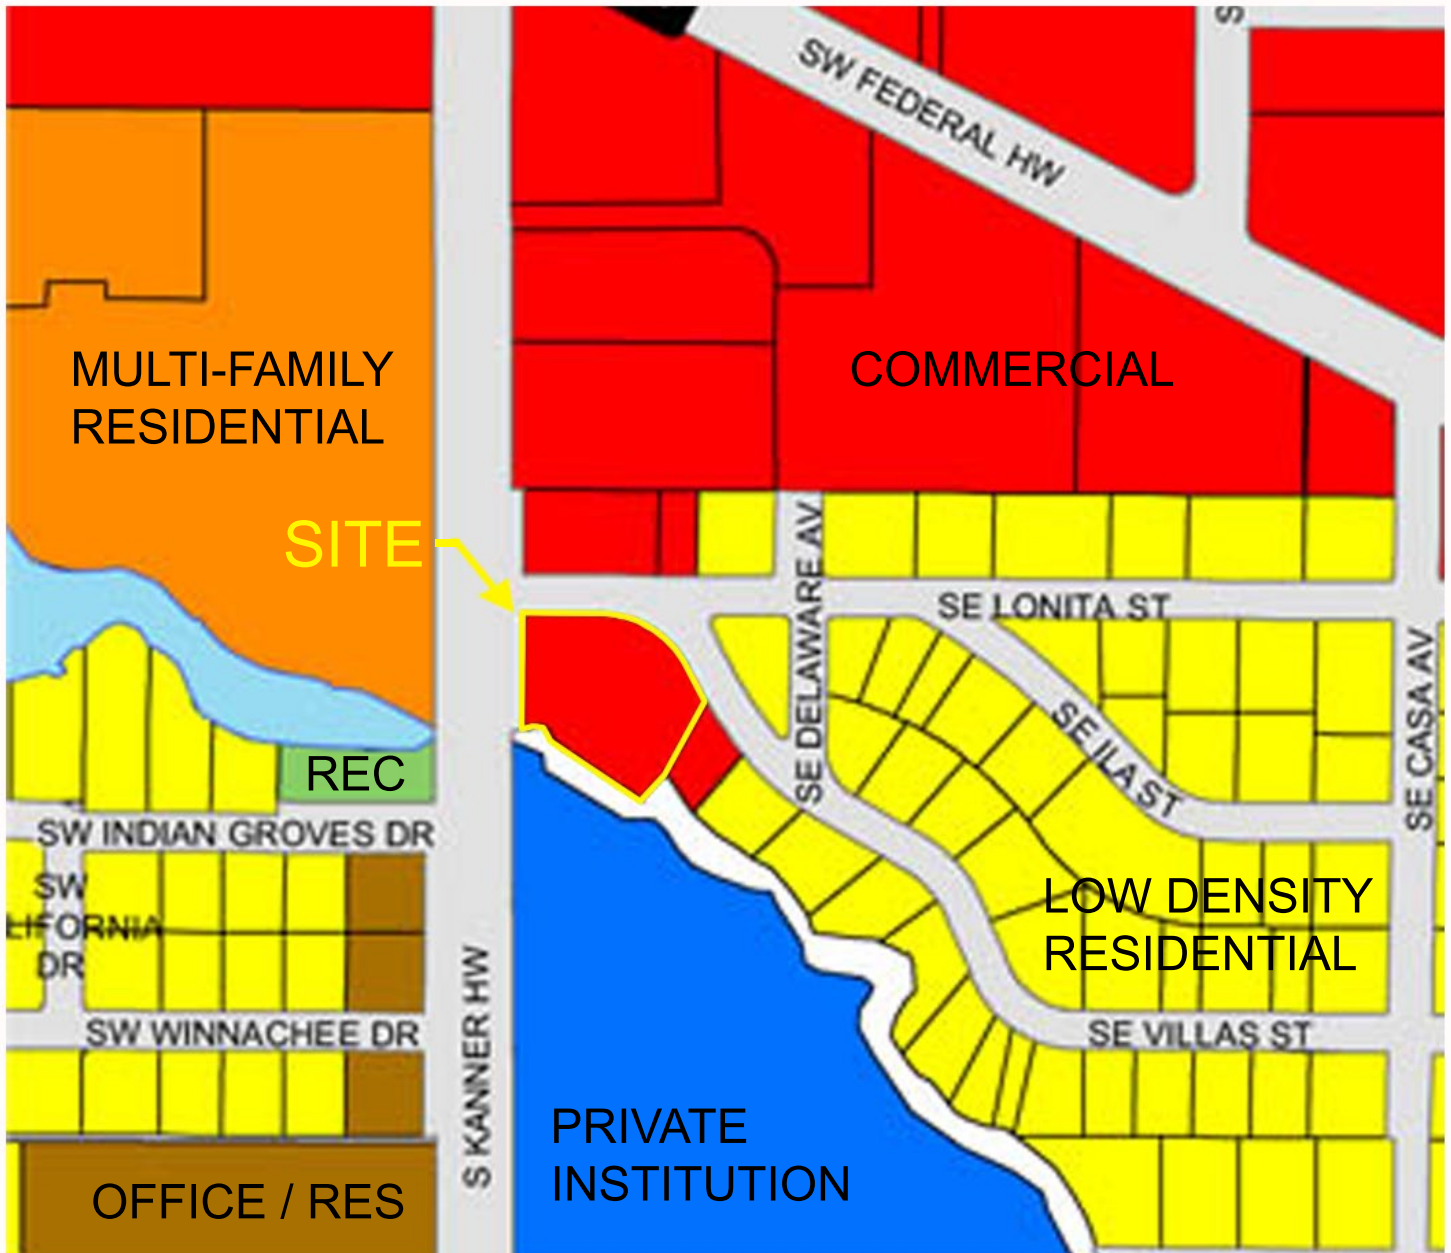 S
SW FEDERAL HW
MULTI-FAMILY
RESIDENTIAL
COMMERCIAL
SITE
SE LONITA ST
SE DELAWARE AV
SE ILA ST
SE CASA AV
REC
SW INDIAN GROVES DR
SW
LIFORNIA
DR
LOW DENSITY
RESIDENTIAL
SW WINNACHEE DR
SE VILLAS ST
S KANNER HW
PRIVATE
INSTITUTION
OFFICE / RES